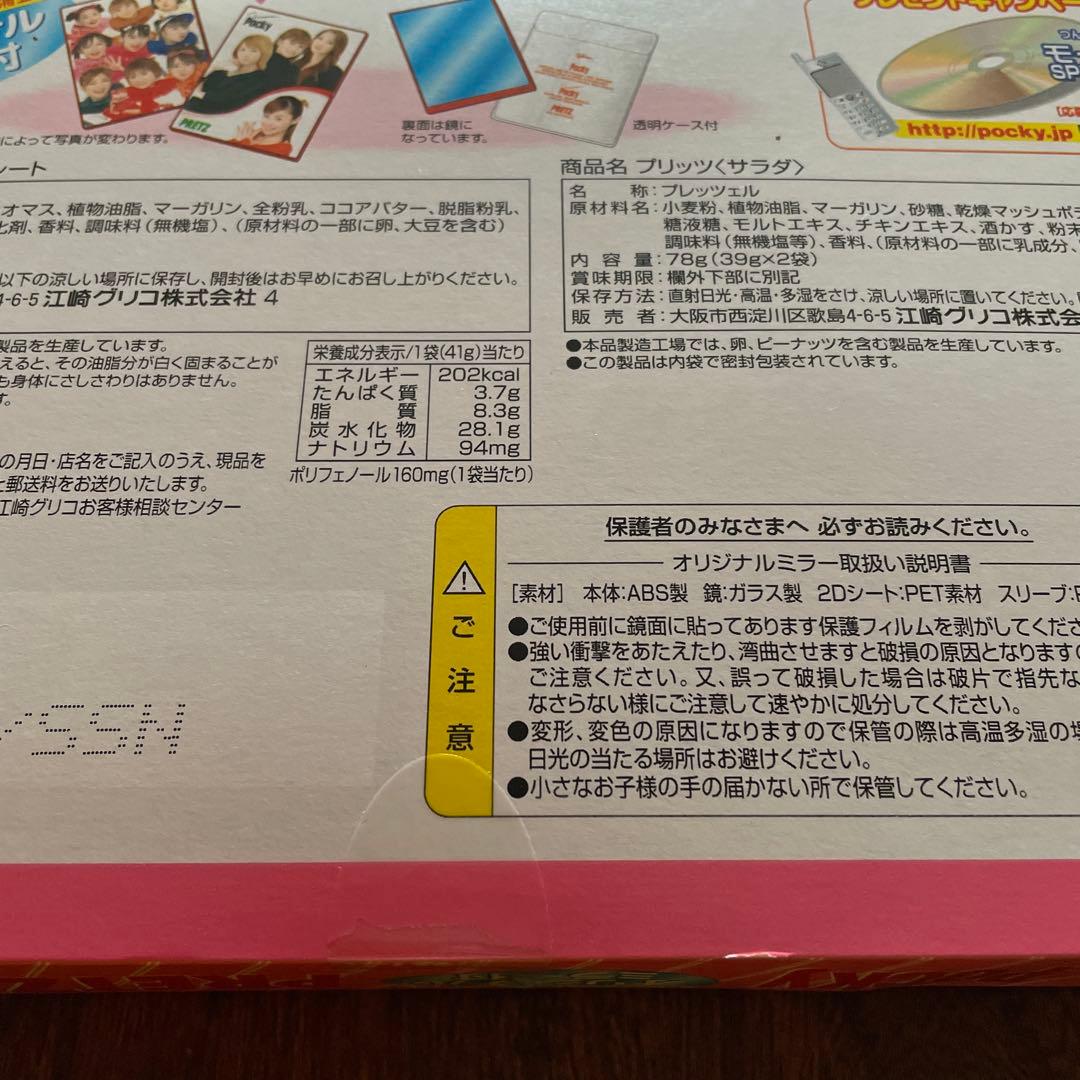 ル
付
Pocky
PRETZ
Pocky
Pocky
PRETZ
によって写真が変わります。
裏面は鏡に
なっています。
透明ケース付
プレゼントキャンペー
つん
モー
SP
[応
http://pocky.jp
レート
オマス、植物油脂、マーガリン、全粉乳、ココアバター、脱脂粉乳、
化剤、香料、調味料(無機塩)、(原材料の一部に卵、大豆を含む)
以下の涼しい場所に保存し、開封後はお早めにお召し上がりください。
4-6-5 江崎グリコ株式会社 4
製品を生産しています。
えると、その油脂分が白く固まることが
も身体にさしさわりはありません。
す。
栄養成分表示/1袋(41g)当たり
エネルギー 202kcal
たんぱく質 3.7g
脂質 8.3g
炭水化物 28.1g
ナトリウム 94mg
ポリフェノール160mg(1袋当たり)
の月日・店名をご記入のうえ、現品を
と郵送料をお送りいたします。
江崎グリコお客様相談センター
商品名 プリッツ〈サラダ〉
名 称:プレッツェル
原材料名:小麦粉、植物油脂、マーガリン、砂糖、乾燥マッシュポテ
糖液糖、モルトエキス、チキンエキス、酒かす、粉末
調味料(無機塩等)、香料、(原材料の一部に乳成分、
内容量:78g(39g×2袋)
賞味期限:欄外下部に別記
保存方法:直射日光・高温・多湿をさけ、涼しい場所に置いてください。
販売者:大阪市西淀川区歌島4-6-5 江崎グリコ株式会
●本品製造工場では、卵、ピーナッツを含む製品を生産しています。
●この製品は内袋で密封包装されています。
ご注意
保護者のみなさまへ 必ずお読みください。
オリジナルミラー取扱い説明書
[素材] 本体:ABS製 鏡:ガラス製 2Dシート:PET素材 スリーブ:P
●ご使用前に鏡面に貼ってあります保護フィルムを剥がしてくださ
●強い衝撃をあたえたり、湾曲させますと破損の原因となりますの
ご注意ください。又、誤って破損した場合は破片で指先な
なさらない様にご注意して速やかに処分してください。
●変形、変色の原因になりますので保管の際は高温多湿の場
日光の当たる場所はお避けください。
●小さなお子様の手の届かない所で保管してください。
SSN